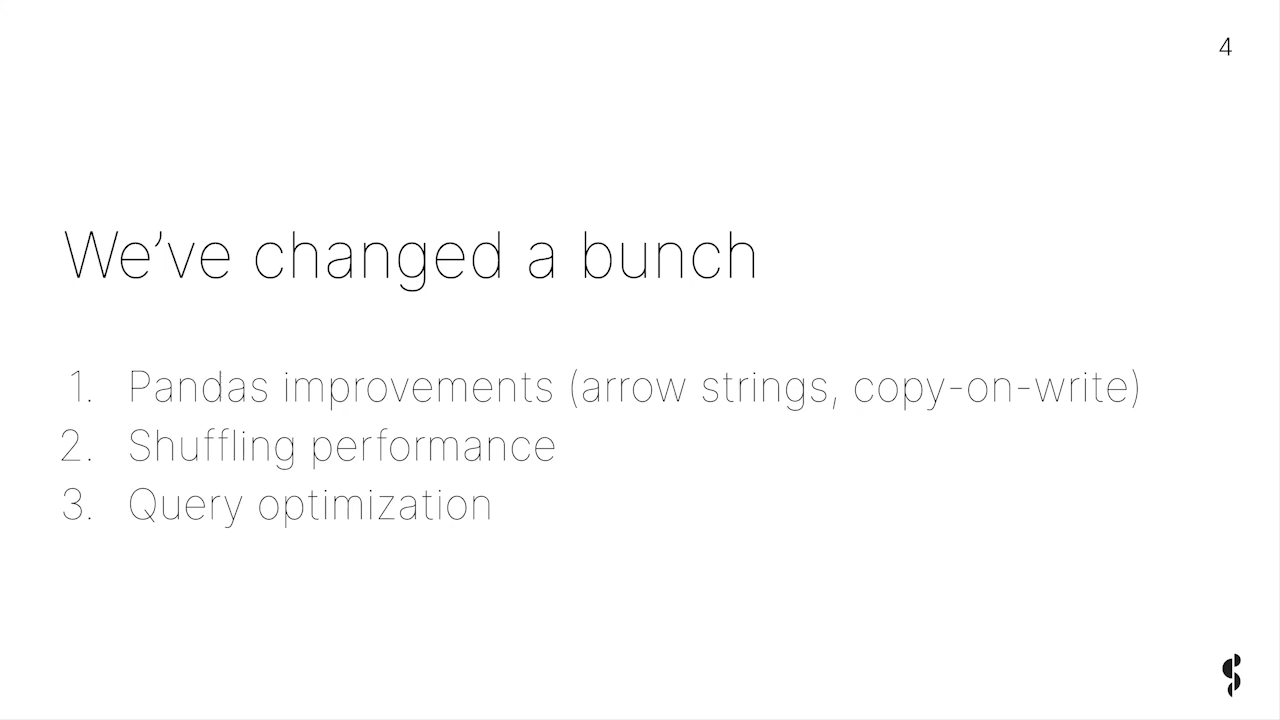 4
We’ve changed a bunch
1. Pandas improvements (arrow strings, copy-on-write)
2. Shuffling performance
3. Query optimization